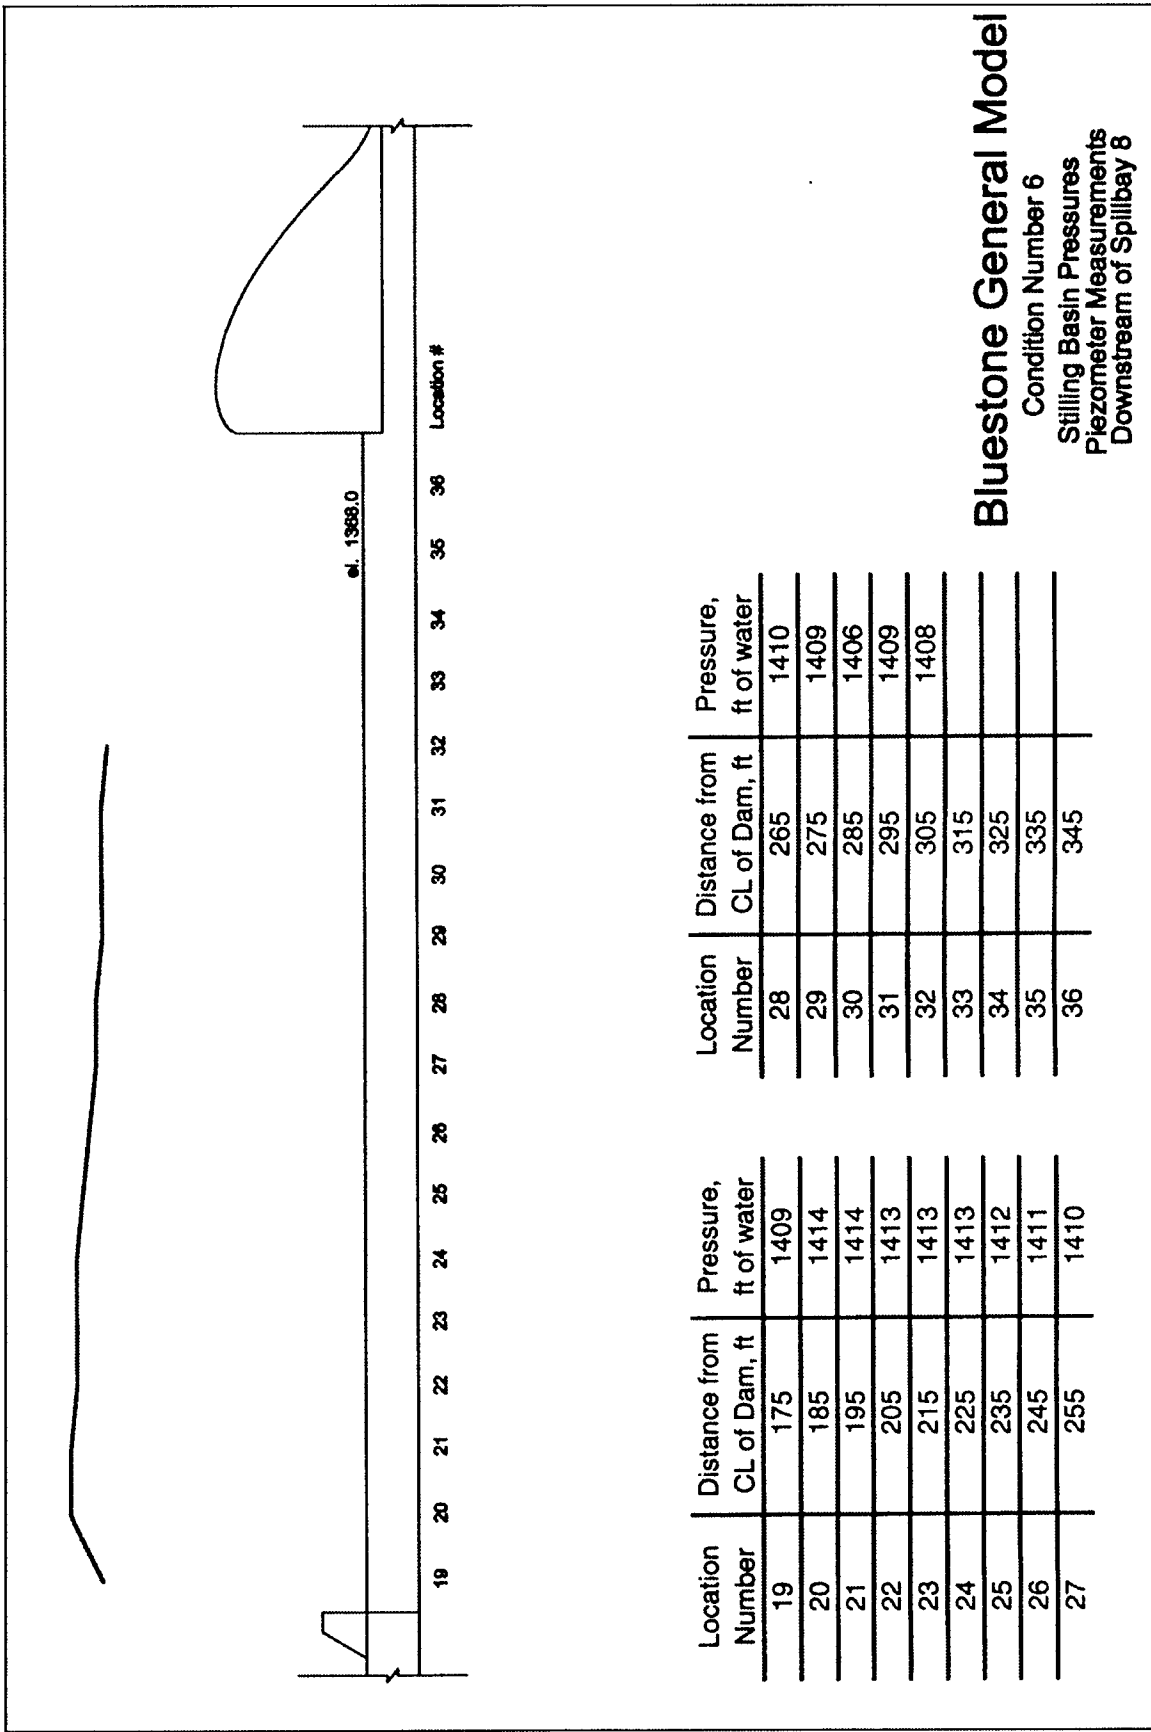 el. 1368.0
19 20 21 22 23 24 25 26 27 28 29 30 31 32 33 34 35 36 Location #
Location Distance from Pressure,
Number CL of Dam, ft ft of water
19 175 1409
20 185 1414
21 195 1414
22 205 1413
23 215 1413
24 225 1413
25 235 1412
26 245 1411
27 255 1410
Location Distance from Pressure,
Number CL of Dam, ft ft of water
28 265 1410
29 275 1409
30 285 1406
31 295 1409
32 305 1408
33 315
34 325
35 335
36 345
Bluestone General Model
Condition Number 6
Stilling Basin Pressures
Piezometer Measurements
Downstream of Spillbay 8